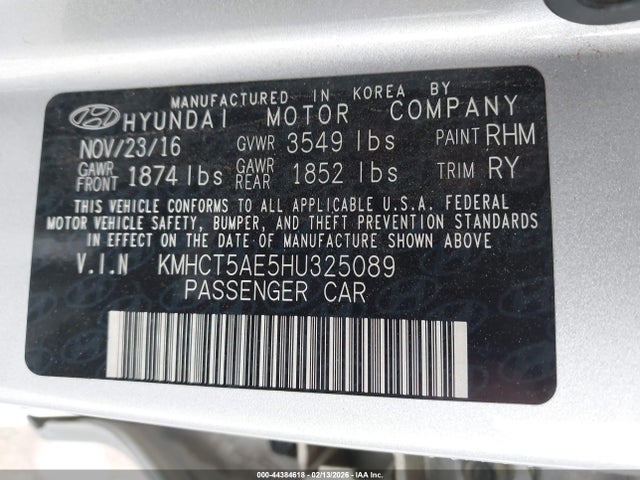 MANUFACTURED IN KOREA BY
HYUNDAI MOTOR COMPANY
NOV/23/16 GVWR 3549 lbs PAINT RHM
GAWR FRONT 1874 lbs GAWR REAR 1852 lbs TRIM RY
THIS VEHICLE CONFORMS TO ALL APPLICABLE U.S.A. FEDERAL
MOTOR VEHICLE SAFETY, BUMPER, AND THEFT PREVENTION STANDARDS
IN EFFECT ON THE DATE OF MANUFACTURE SHOWN ABOVE
V.I.N KMHCT5AE5HU325089
PASSENGER CAR
000-44384618 - 02/13/2026 - IAA Inc.